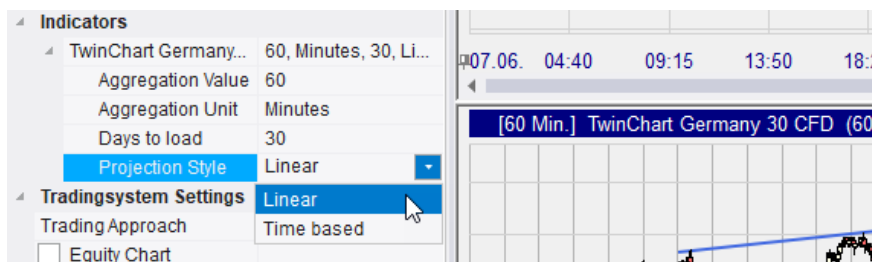 Indicators
TwinChart Germany... 60, Minutes, 30, Li...
Aggregation Value 60
Aggregation Unit Minutes
Days to load 30
Projection Style Linear
Tradingsystem Settings Linear
Trading Approach Time based
Equity Chart
07.06. 04:40 09:15 13:50 18:
[60 Min.] TwinChart Germany 30 CFD (60